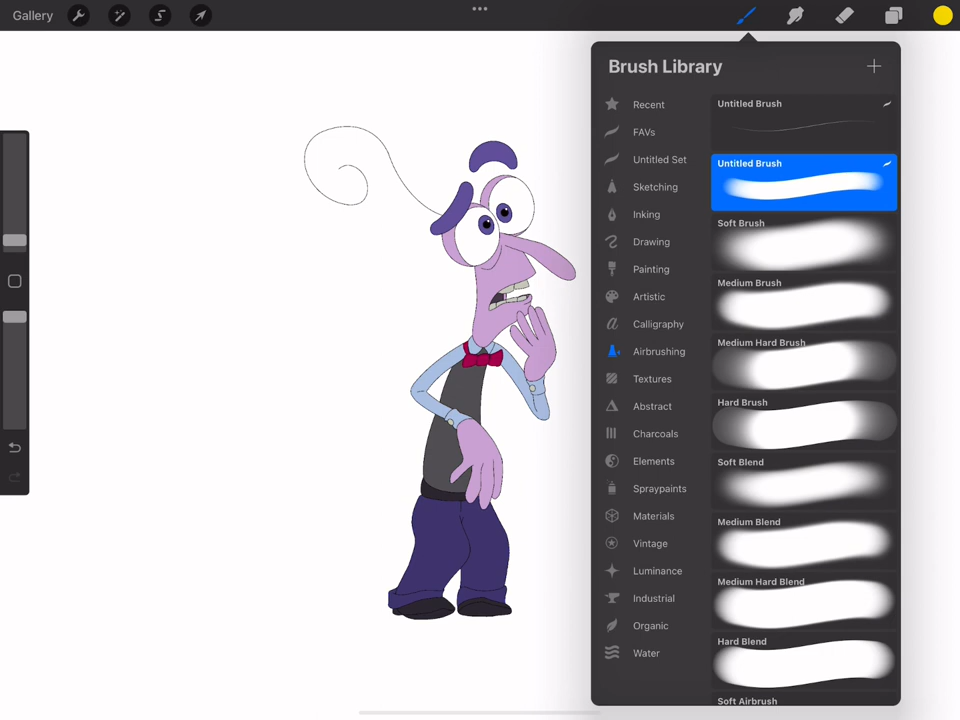 Gallery
Brush Library
Recent
FAVs
Untitled Set
Sketching
Inking
Drawing
Painting
Artistic
Calligraphy
Airbrushing
Textures
Abstract
Charcoals
Elements
Spraypaints
Materials
Vintage
Luminance
Industrial
Organic
Water
Untitled Brush
Untitled Brush
Soft Brush
Medium Brush
Medium Hard Brush
Hard Brush
Soft Blend
Medium Blend
Medium Hard Blend
Hard Blend
Soft Airbrush